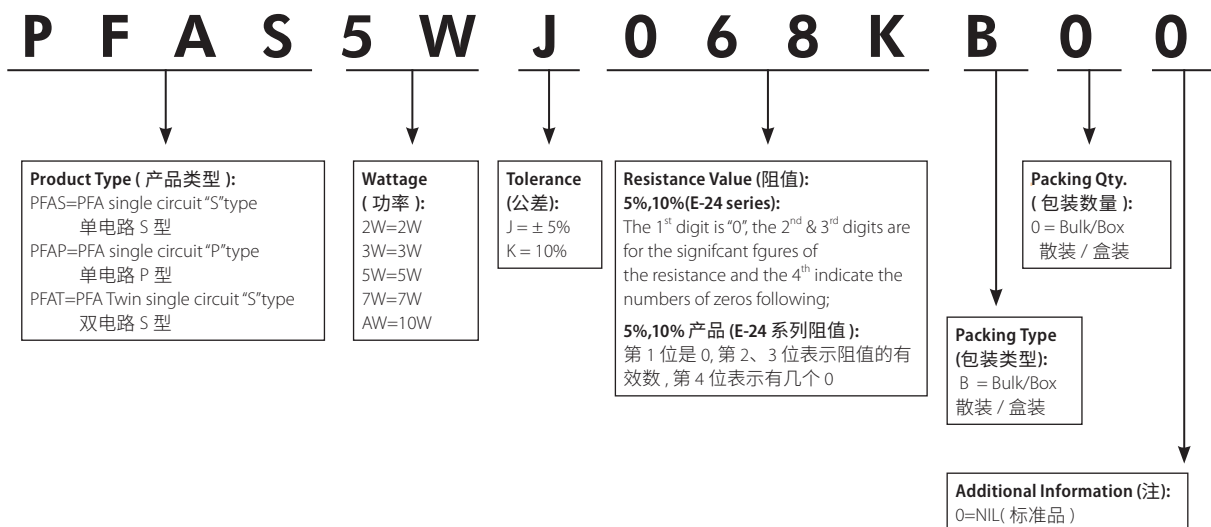 P F A S 5 W J 0 6 8 K B 0 0
Product Type ( 产品类型 ):
PFAS=PFA single circuit “S”type
单电路 S 型
PFAP=PFA single circuit “P”type
单电路 P 型
PFAT=PFA Twin single circuit “S”type
双电路 S 型
Wattage
( 功率 ):
2W=2W
3W=3W
5W=5W
7W=7W
AW=10W
Tolerance
(公差):
J = ± 5%
K = 10%
Resistance Value (阻值):
5%,10%(E-24 series):
The 1st digit is “0”, the 2nd & 3rd digits are
for the signifcant fgures of
the resistance and the 4th indicate the
numbers of zeros following;
5%,10% 产品 (E-24 系列阻值 ):
第 1 位是 0, 第 2、3 位表示阻值的有
效数 , 第 4 位表示有几个 0
Packing Qty.
( 包装数量 ):
0 = Bulk/Box
散装 / 盒装
Packing Type
(包装类型):
B = Bulk/Box
散装 / 盒装
Additional Information (注):
0=NIL( 标准品 )